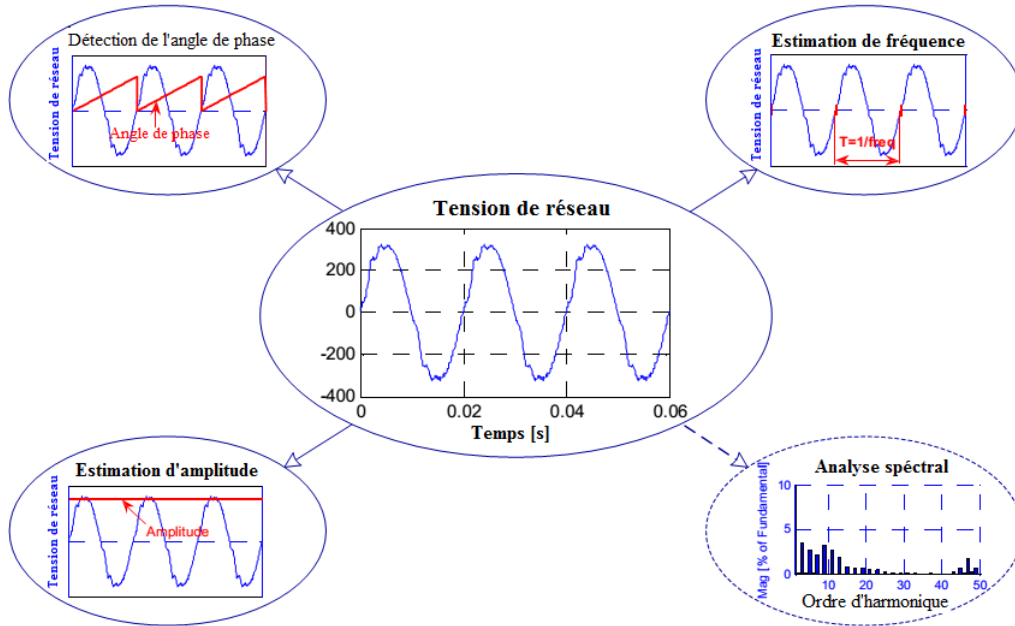 Détection de l'angle de phase
Tension de réseau
Angle de phase
Estimation de fréquence
Tension de réseau
T=1/freq
Tension de réseau
400
200
0
-200
-400
0
0.02
0.04
0.06
Temps [s]
Estimation d'amplitude
Tension de réseau
Amplitude
Analyse spéctral
Mag [% of Fundamental]
10
5
0
10
20
30
40
50
Ordre d'harmonique